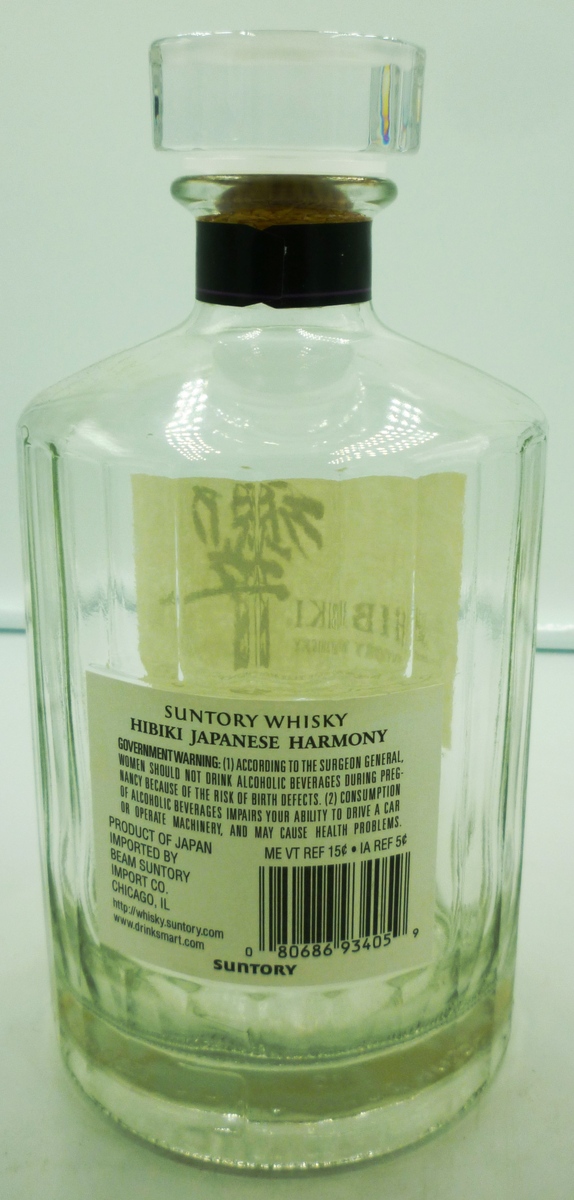 響
HIBIKI
SUNTORY WHISKY
HIBIKI JAPANESE HARMONY
GOVERNMENT WARNING: (1) ACCORDING TO THE SURGEON GENERAL,
WOMEN SHOULD NOT DRINK ALCOHOLIC BEVERAGES DURING PREG-
NANCY BECAUSE OF THE RISK OF BIRTH DEFECTS. (2) CONSUMPTION
OF ALCOHOLIC BEVERAGES IMPAIRS YOUR ABILITY TO DRIVE A CAR
OR OPERATE MACHINERY, AND MAY CAUSE HEALTH PROBLEMS.
PRODUCT OF JAPAN
IMPORTED BY
BEAM SUNTORY
IMPORT CO.
CHICAGO, IL
http://whisky.suntory.com
www.drinksmart.com
ME VT REF 15¢ • IA REF 5¢
0 80686 93405 9
SUNTORY